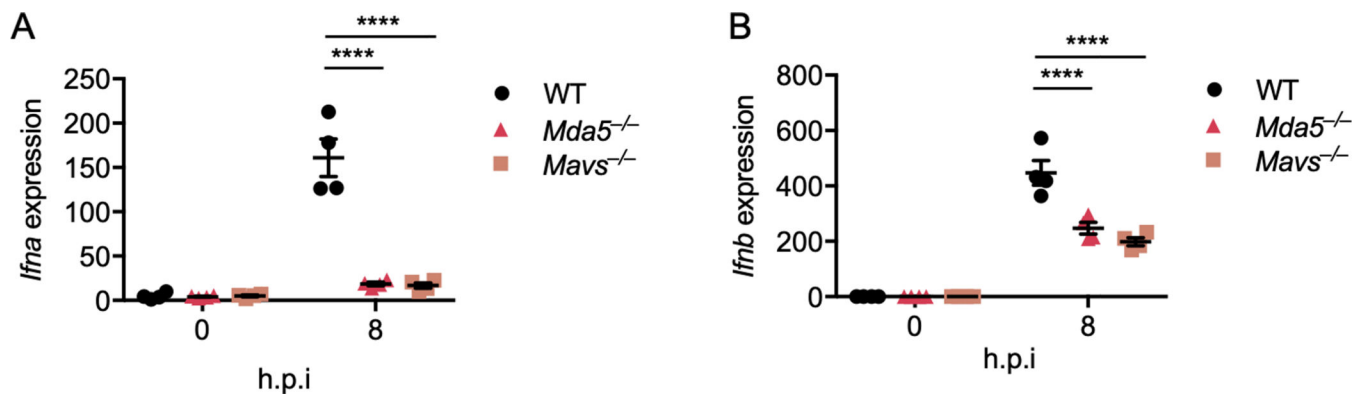 A
****
****
250
200
150
100
50
0
Ifna expression
0
8
h.p.i
WT
Mda5–/–
Mavs–/–
B
****
****
800
600
400
200
0
Ifnb expression
0
8
h.p.i
WT
Mda5–/–
Mavs–/–